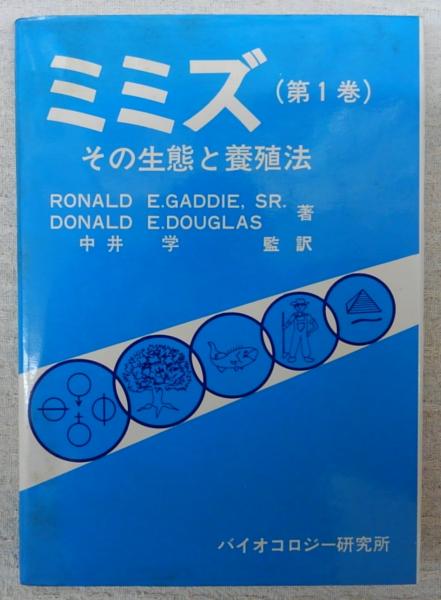 ミミズ（第1巻）
その生態と養殖法
RONALD E.GADDIE, SR.
DONALD E.DOUGLAS 著
中井 学 監訳
バイオコロジー研究所